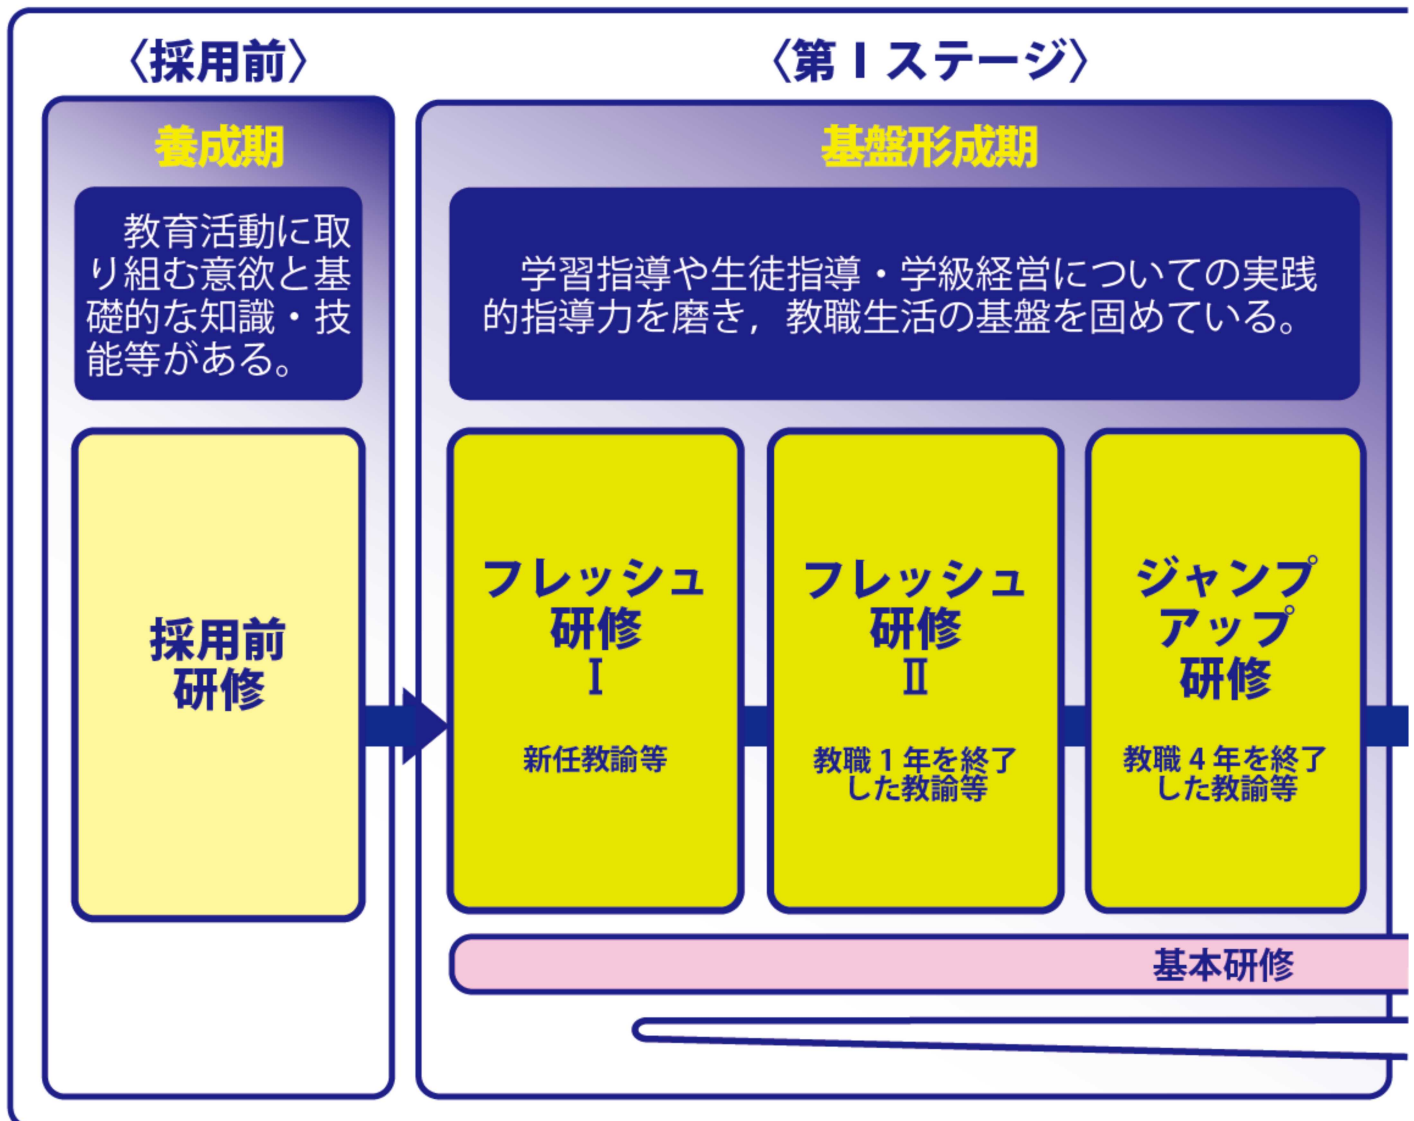 〈採用前〉
養成期
教育活動に取
り組む意欲と基
礎的な知識・技
能等がある。
採用前
研修
〈第Ⅰステージ〉
基盤形成期
学習指導や生徒指導・学級経営についての実践
的指導力を磨き，教職生活の基盤を固めている。
フレッシュ
研修
Ⅰ
新任教諭等
フレッシュ
研修
Ⅱ
教職1年を終了
した教諭等
ジャンプ
アップ
研修
教職4年を終了
した教諭等
基本研修